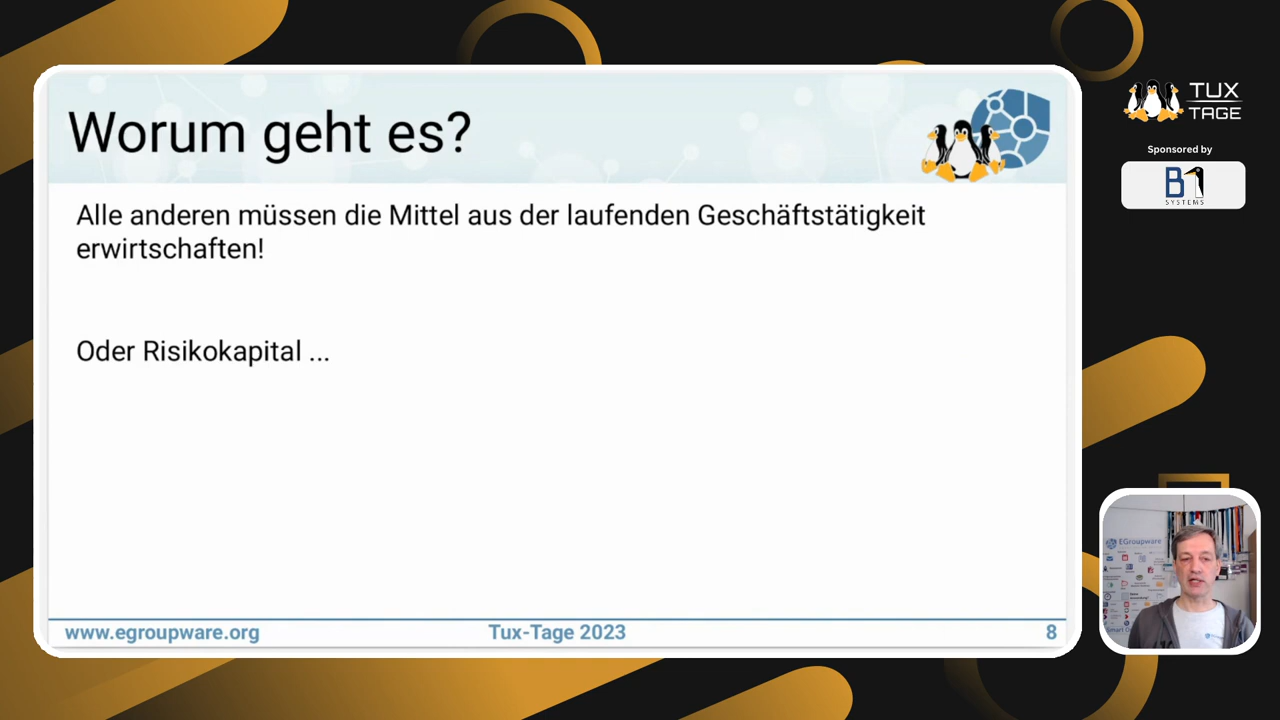 Worum geht es?
Alle anderen müssen die Mittel aus der laufenden Geschäftstätigkeit
erwirtschaften!
Oder Risikokapital ...
www.egroupware.org
Tux-Tage 2023
8
TUX
TAGE
Sponsored by
B1
SYSTEMS
EGroupware